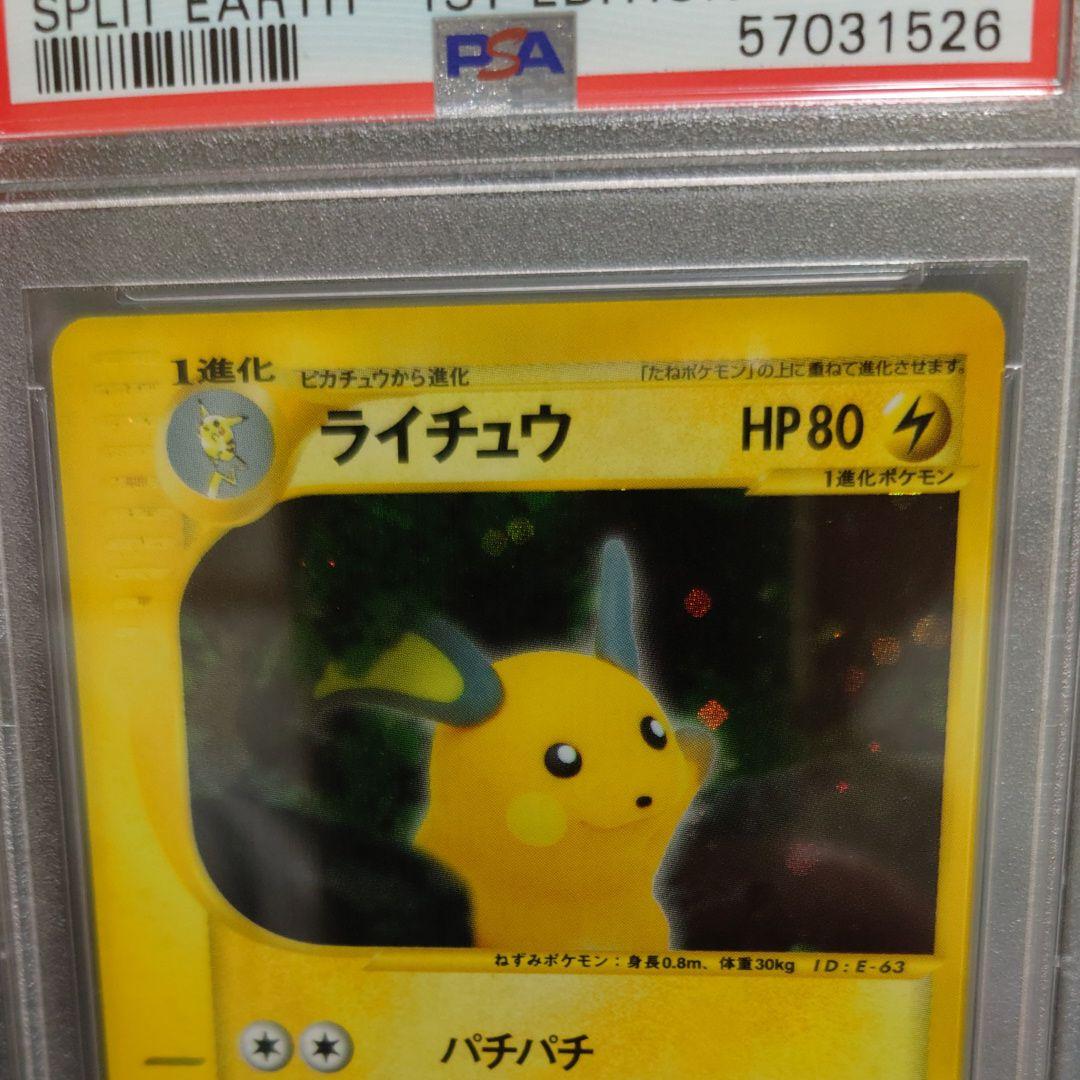 SPLIT EARTH 1ST EDITION
PSA
57031526
1進化
ピカチュウから進化
「たねポケモン」の上に重ねて進化させます。
ライチュウ
HP80
1進化ポケモン
ねずみポケモン:身長0.8m、体重30kg ID:E-63
パチパチ